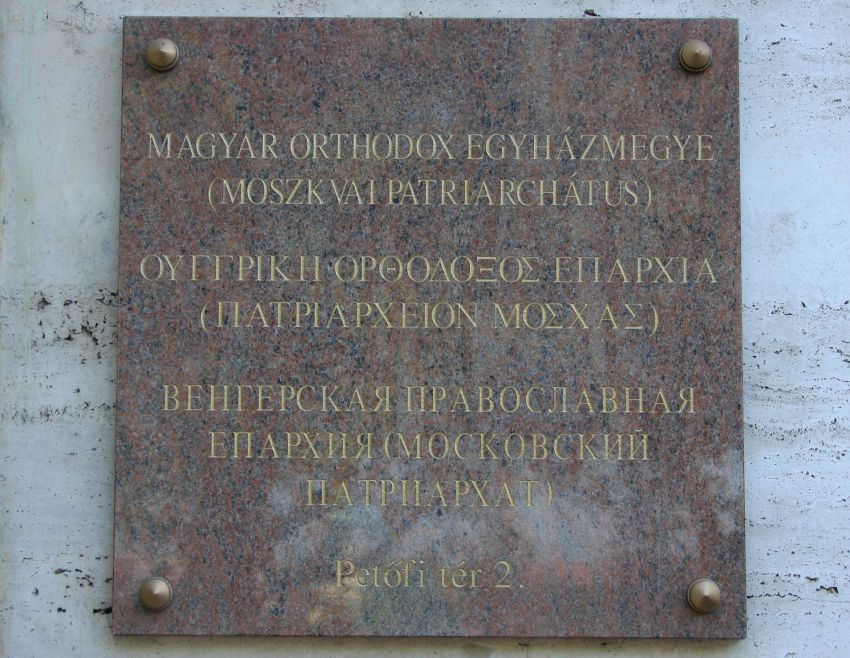 MAGYAR ORTHODOX EGYHÁZMEGYE
(MOSZKVAI PATRIARCHÁTUS)
ΟΥΓΓΡΙΚΗ ΟΡΘΟΔΟΞΟΣ ΕΠΑΡΧΙΑ
(ΠΑΤΡΙΑΡΧΕΙΟΝ ΜΟΣΧΑΣ)
ВЕНГЕРСКАЯ ПРАВОСЛАВНАЯ
ЕПАРХИЯ (МОСКОВСКИЙ
ПАТРИАРХАТ)
Petőfi tér 2.